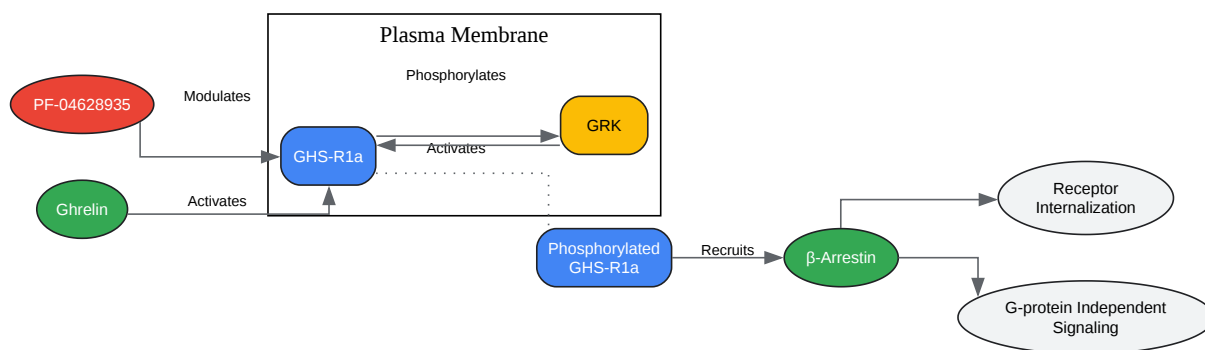 Plasma Membrane
Phosphorylates
Modulates
PF-04628935
GRK
GHS-R1a
Activates
Ghrelin
Activates
Receptor
Internalization
Phosphorylated
GHS-R1a
Recruits
β-Arrestin
G-protein Independent
Signaling